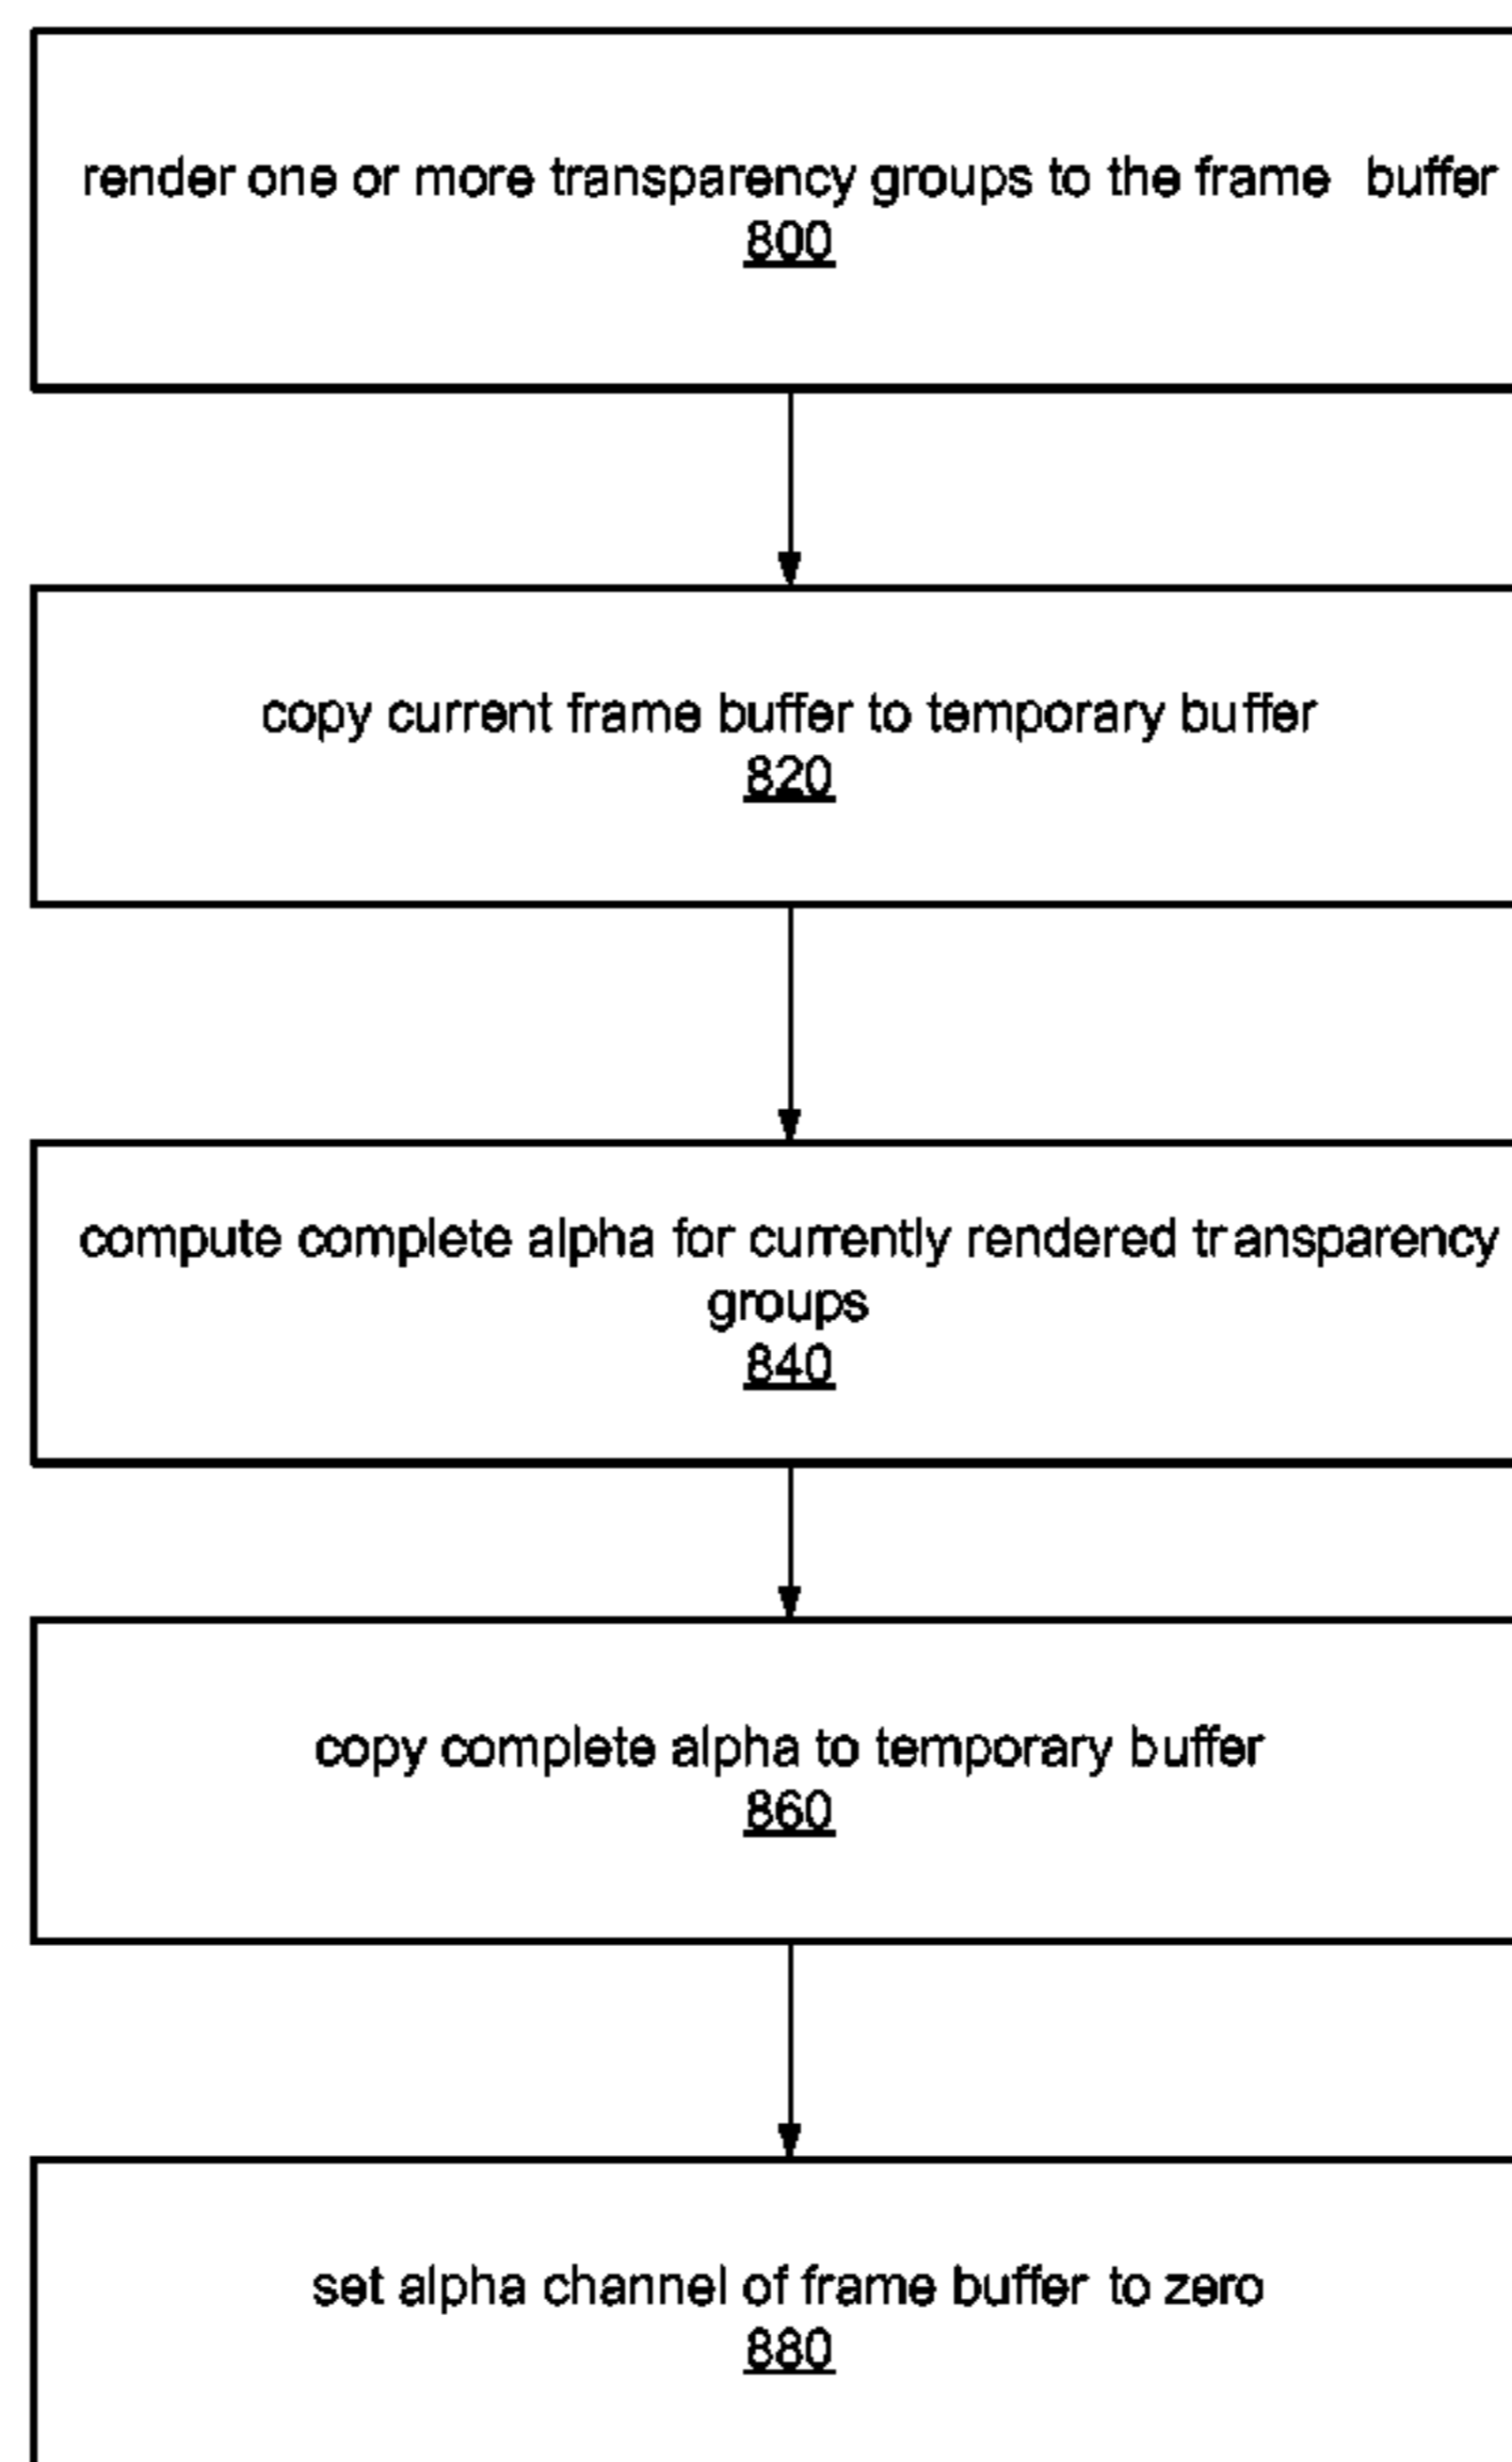 render one or more transparency groups to the frame buffer
800
copy current frame buffer to temporary buffer
820
compute complete alpha for currently rendered transparency
groups
840
copy complete alpha to temporary buffer
860
set alpha channel of frame buffer to zero
880